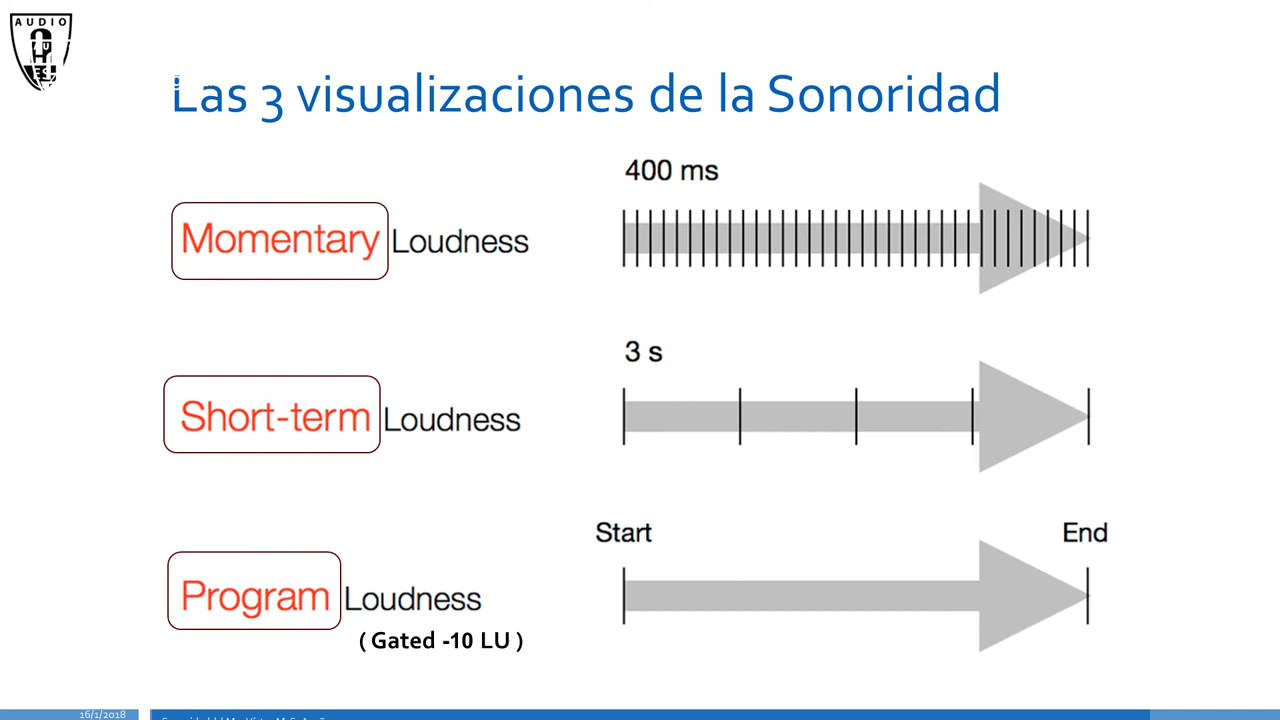 AUDIO
Las 3 visualizaciones de la Sonoridad
400 ms
Momentary Loudness
3 s
Short-term Loudness
Start End
Program Loudness
( Gated -10 LU )
16/1/2018